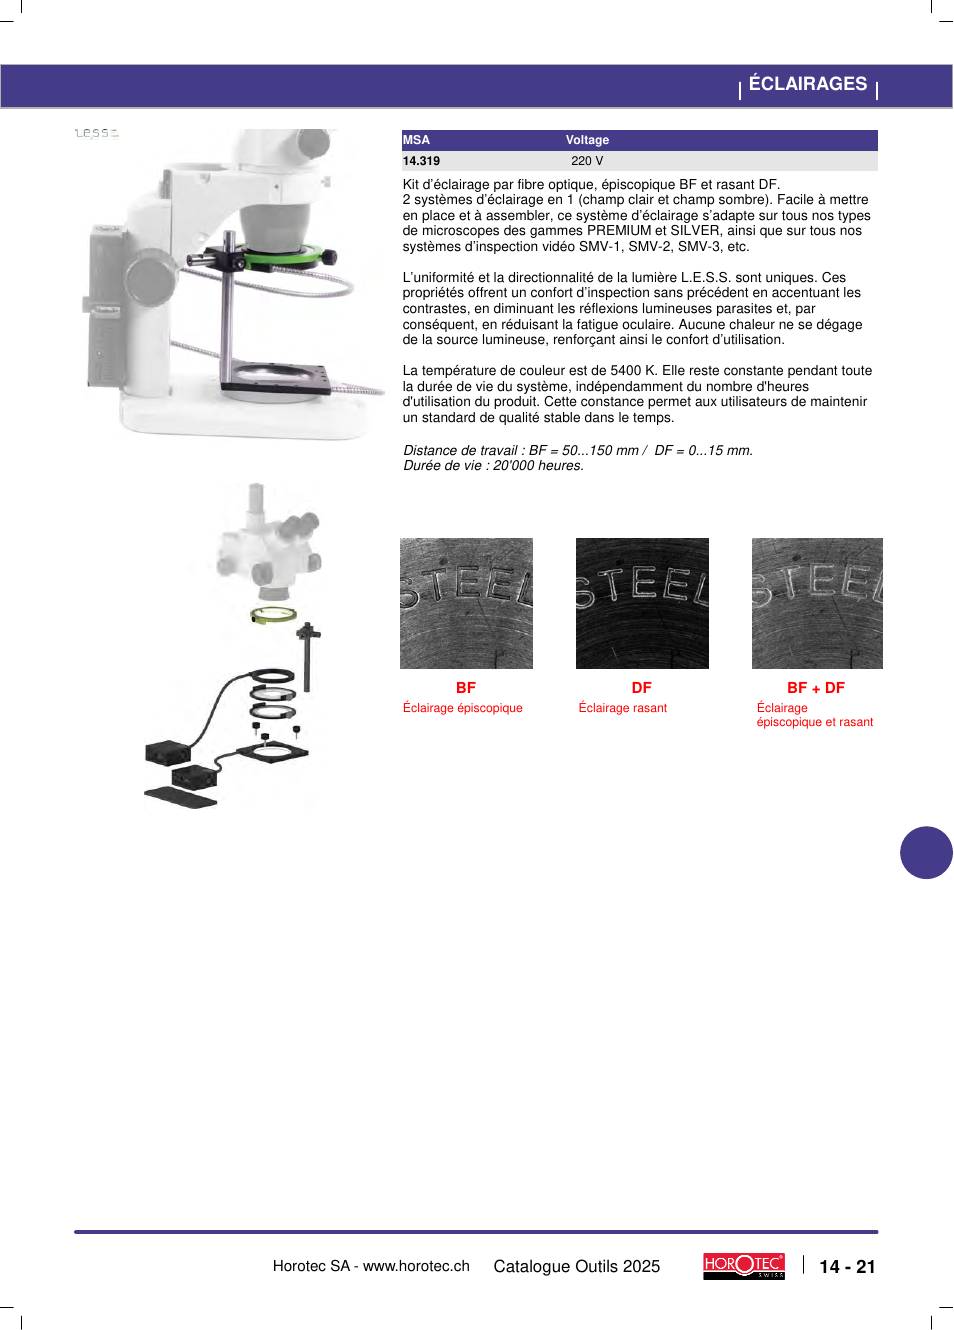 ÉCLAIRAGES
MSA Voltage
14.319 220 V
Kit d’éclairage par fibre optique, épiscopique BF et rasant DF.
2 systèmes d’éclairage en 1 (champ clair et champ sombre). Facile à mettre
en place et à assembler, ce système d’éclairage s’adapte sur tous nos types
de microscopes des gammes PREMIUM et SILVER, ainsi que sur tous nos
systèmes d’inspection vidéo SMV-1, SMV-2, SMV-3, etc.
L’uniformité et la directionnalité de la lumière L.E.S.S. sont uniques. Ces
propriétés offrent un confort d’inspection sans précédent en accentuant les
contrastes, en diminuant les réflexions lumineuses parasites et, par
conséquent, en réduisant la fatigue oculaire. Aucune chaleur ne se dégage
de la source lumineuse, renforçant ainsi le confort d’utilisation.
La température de couleur est de 5400 K. Elle reste constante pendant toute
la durée de vie du système, indépendamment du nombre d'heures
d'utilisation du produit. Cette constance permet aux utilisateurs de maintenir
un standard de qualité stable dans le temps.
Distance de travail : BF = 50...150 mm / DF = 0...15 mm.
Durée de vie : 20'000 heures.
STEEL STEEL STEEL
BF DF BF + DF
Éclairage épiscopique Éclairage rasant Éclairage
épiscopique et rasant
Horotec SA - www.horotec.ch Catalogue Outils 2025 HOROTEC SWISS 14 - 21